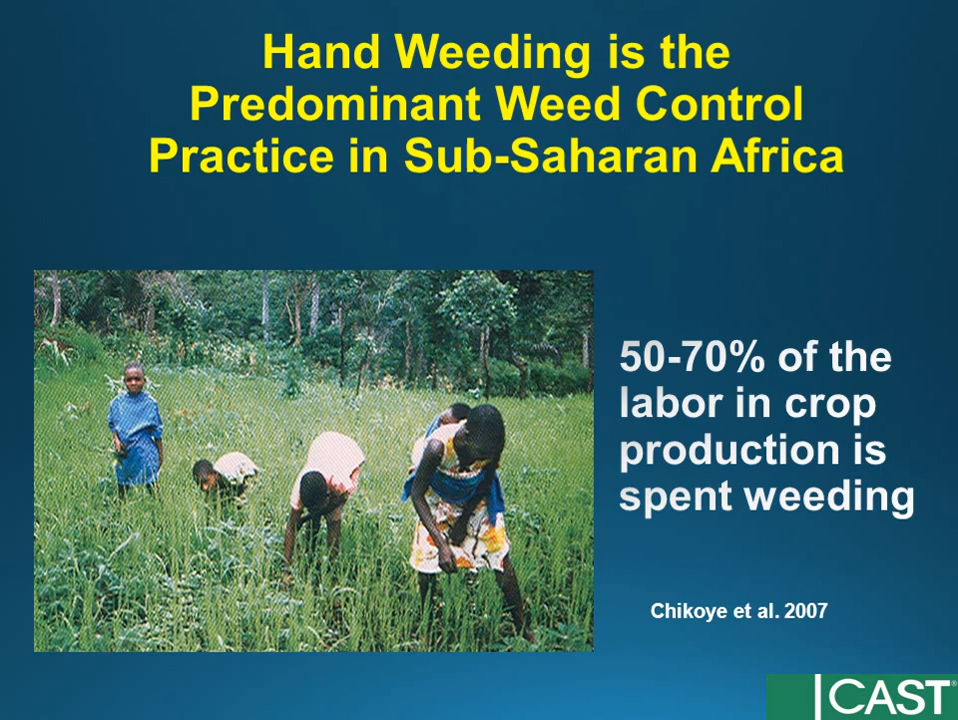 Hand Weeding is the
Predominant Weed Control
Practice in Sub-Saharan Africa
50-70% of the
labor in crop
production is
spent weeding
Chikoye et al. 2007
CAST®